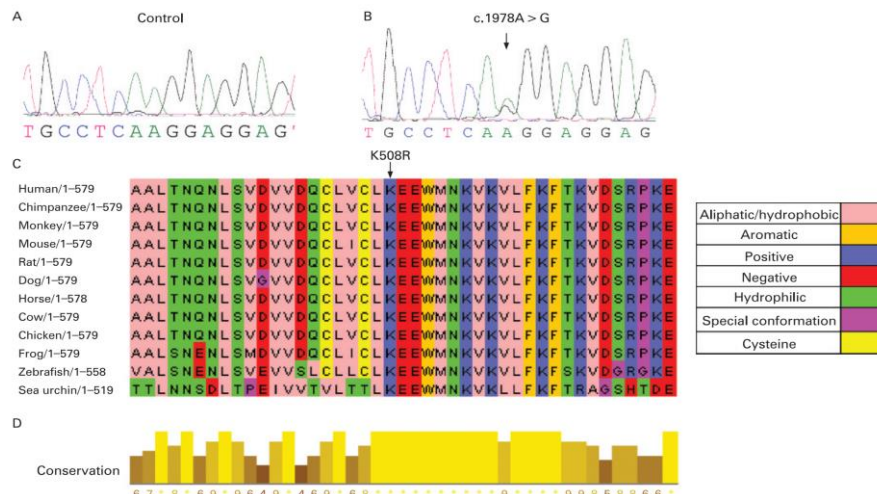 A
Control
B
c.1978A > G
TGCCTCAAGGAGGAG
TGCCTCAAGGAGGAG
C
K508R
Human/1–579 AALTNQNLSVDVVDQCLVCLKEEWMNKVKVLFKFTKVDSRPKE
Chimpanzee/1–579 AALTNQNLSVDVVDQCLVCLKEEWMNKVKVLFKFTKVDSRPKE
Monkey/1–579 AALTNQNLSVDVVDQCLVCLKEEWMNKVKVLFKFTKVDSRPKE
Mouse/1–579 AALTNQNLSVDVVDQCLICLKEEWMNKVKVLFKFTKVDSRPKE
Rat/1–579 AALTNQNLSVDVVDQCLVCLKEEWMNKVKVLFKFTKVDSRPKE
Dog/1–579 AALTNQNLSVGVVDQCLVCLKEEWMNKVKVLFKFTKVDSRPKE
Horse/1–578 AALTNQNLSVDVVDQCLVCLKEEWMNKVKVLFKFTKVDSRPKE
Cow/1–579 AALTNQNLSVDVVDQCLVCLKEEWMNKVKVLFKFTKVDSRPKE
Chicken/1–579 AALTNQNLSVDVVDQCLVCLKEEWMNKVKVLFKFTKVDSRPKE
Frog/1–579 AALSNENLSMDVVDQCLICLKEEWMNKVKVLFKFTKVDSRPKE
Zebrafish/1–558 VALSNENLSVEVVSLCLLCLKEEWMNKVKVLFKFSKVDGRGKE
Sea urchin/1–519 TTLNNSDLTPEIVVTVLTTLKEEWMNKVKLLFKFTRAGSHTDE
Aliphatic/hydrophobic
Aromatic
Positive
Negative
Hydrophilic
Special conformation
Cysteine
D
Conservation